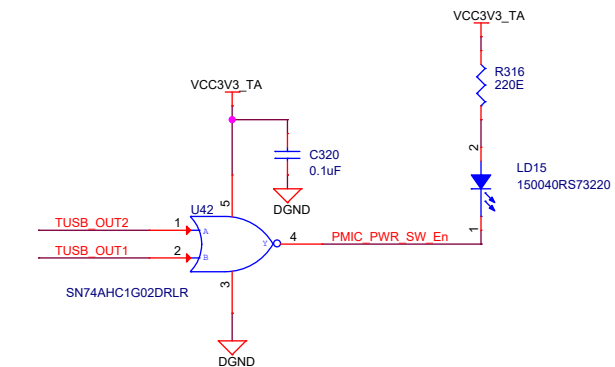 VCC3V3_TA
R316
220E
VCC3V3_TA
C320
0.1uF
2
LD15
150040RS73220
DGND
U42
5
TUSB_OUT2
1
A
4
PMIC_PWR_SW_En
1
Y
TUSB_OUT1
2
B
3
SN74AHC1G02DRLR
DGND